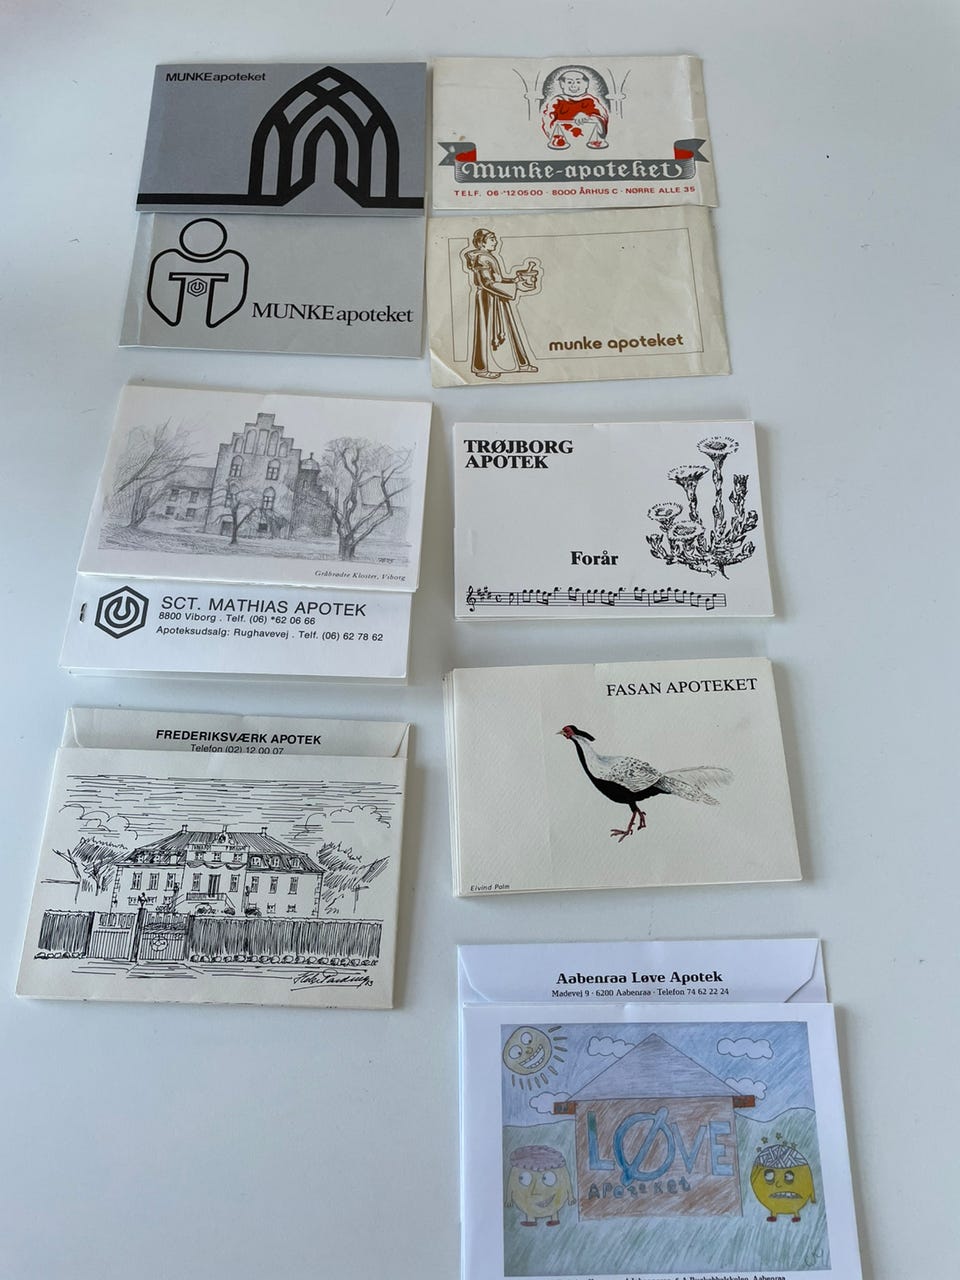 MUNKEapoteket
Munke-apoteket
TELF. 06-*12 05 00 · 8000 ÅRHUS C · NØRRE ALLE 35
MUNKEapoteket
munke apoteket
Gråbrødre Kloster, Viborg
SCT. MATHIAS APOTEK
8800 Viborg . Telf. (06) *62 06 66
Apoteksudsalg: Rughavevej . Telf. (06) 62 78 62
TRØJBORG
APOTEK
Forår
FREDERIKSVÆRK APOTEK
Telefon (02) 12 00 07
FASAN APOTEKET
Eivind Palm
Aabenraa Løve Apotek
Madevej 9 · 6200 Aabenraa · Telefon 74 62 22 24
LØVE
APoteket